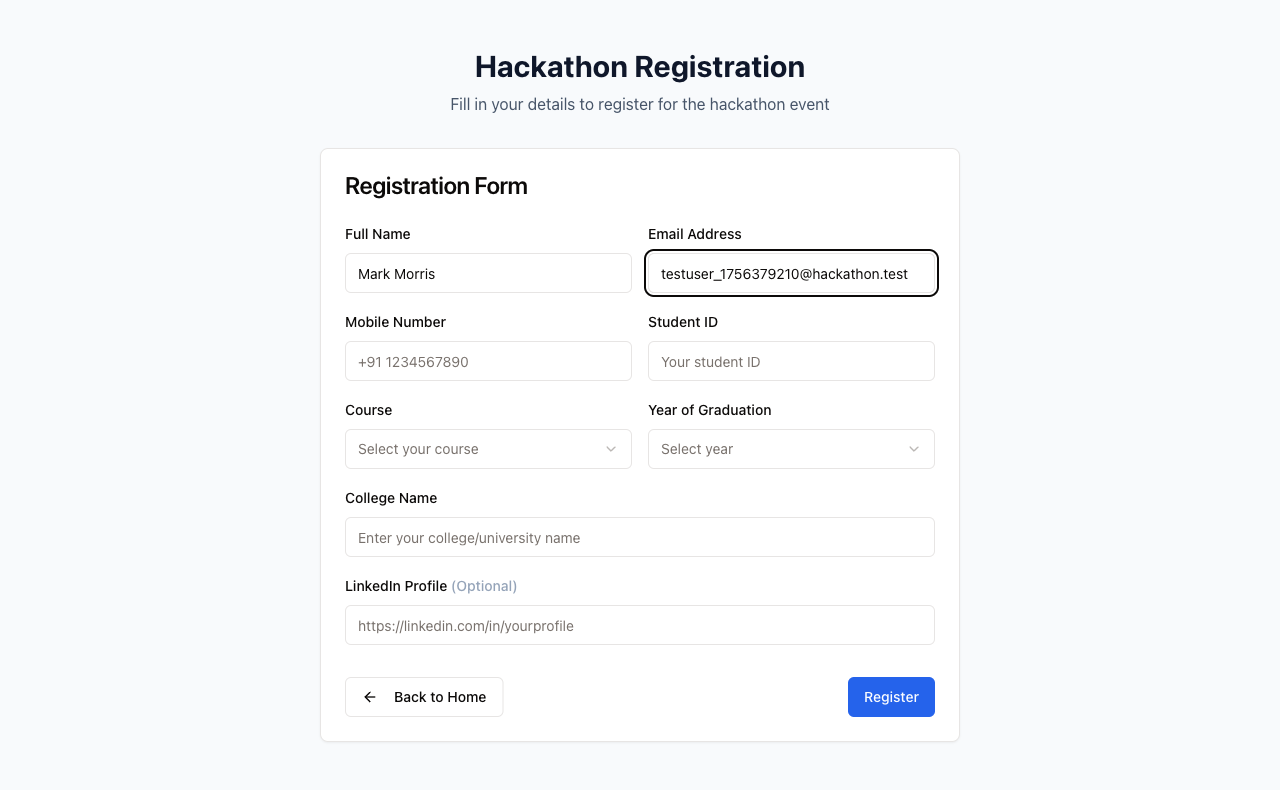 Hackathon Registration
Fill in your details to register for the hackathon event
Registration Form
Full Name
Mark Morris
Email Address
testuser_1756379210@hackathon.test
Mobile Number
+91 1234567890
Student ID
Your student ID
Course
Select your course
Year of Graduation
Select year
College Name
Enter your college/university name
LinkedIn Profile (Optional)
https://linkedin.com/in/yourprofile
Back to Home
Register